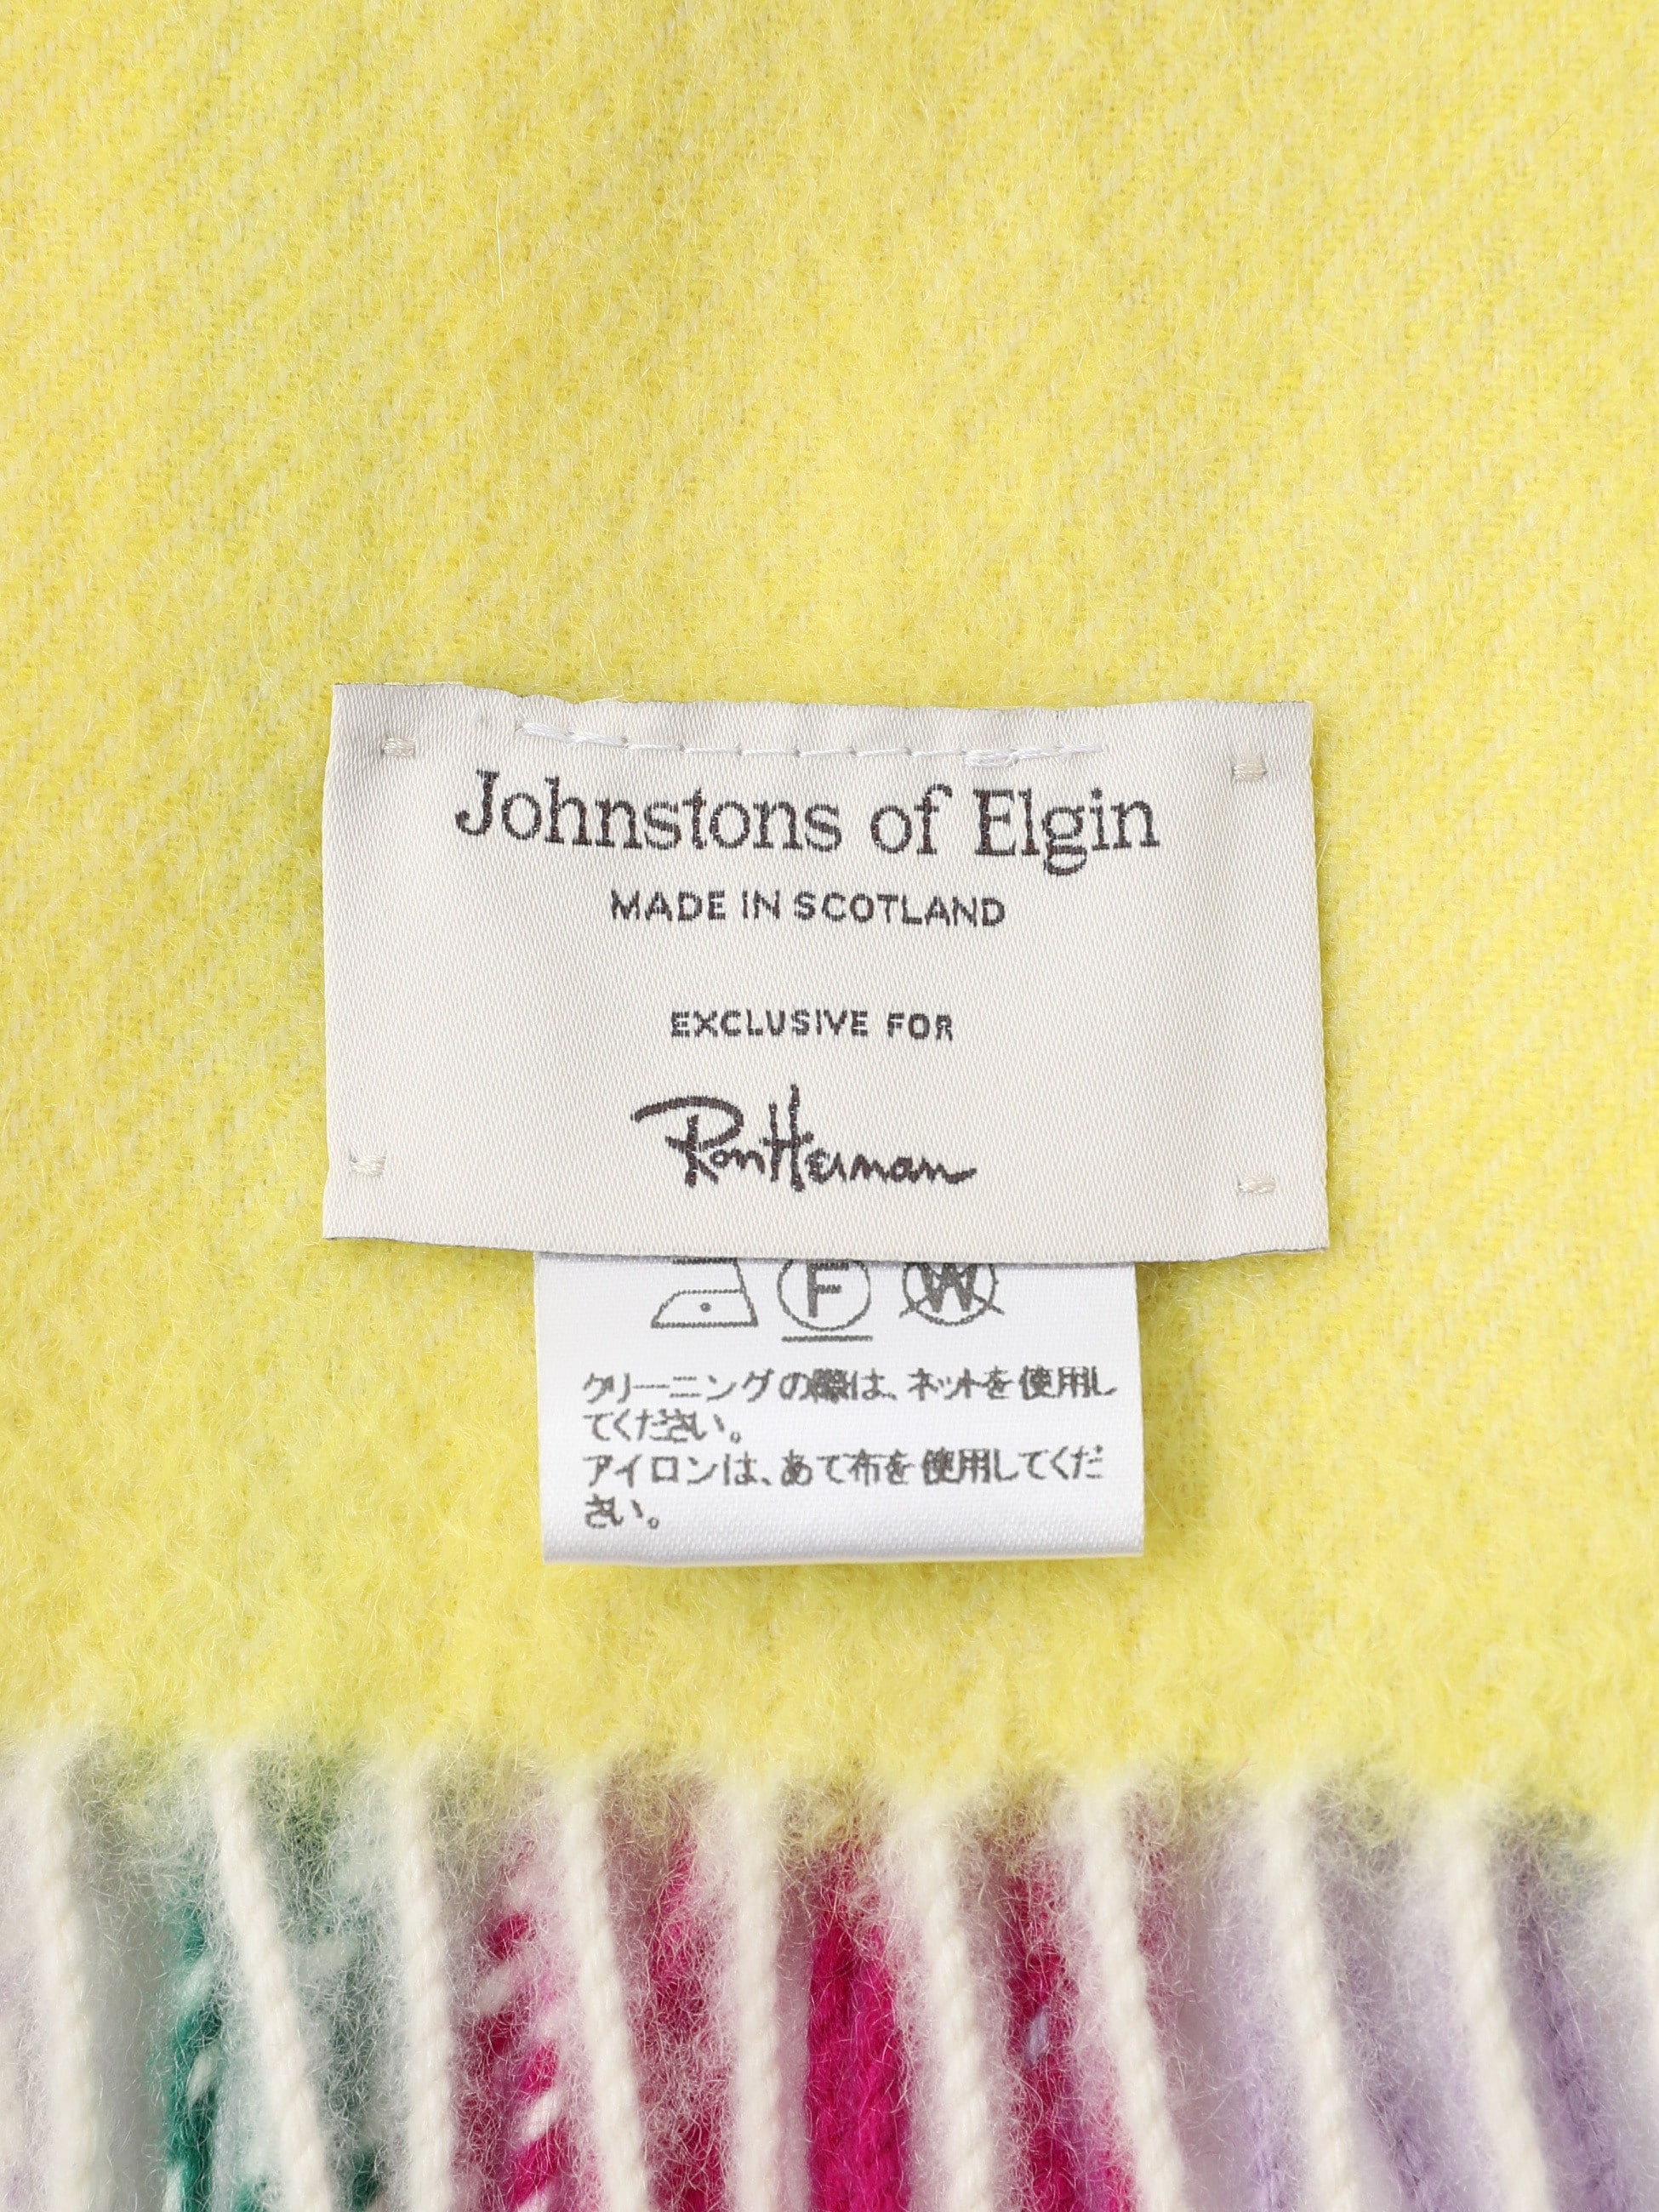 Johnstons of Elgin
MADE IN SCOTLAND
EXCLUSIVE FOR
Ron Herman
F W
クリーニングの際は、ネットを使用し
てください。
アイロンは、あて布を使用してくだ
さい。